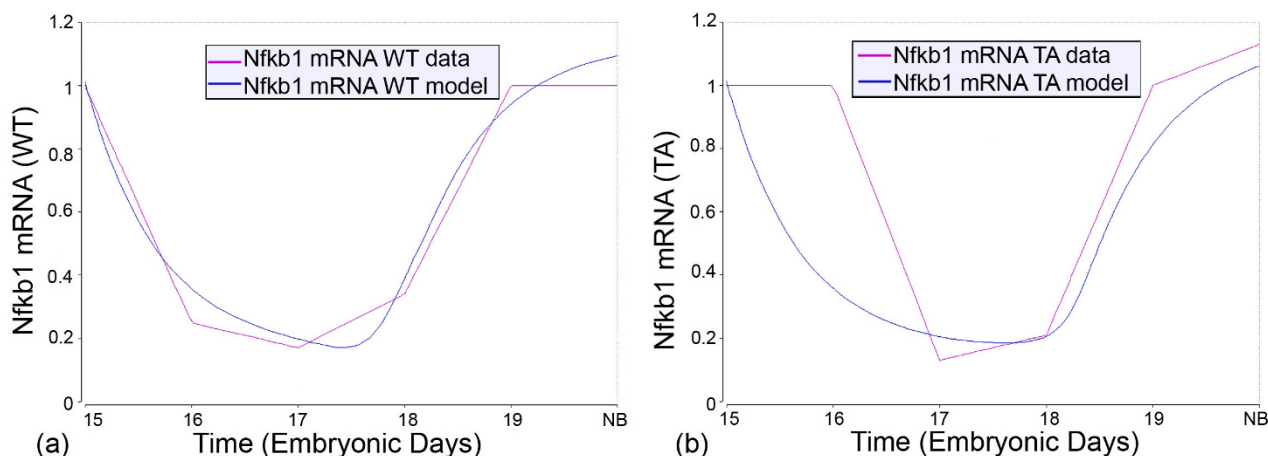 1.2
1
0.8
0.6
0.4
0.2
0
Nfkb1 mRNA (WT)
Nfkb1 mRNA WT data
Nfkb1 mRNA WT model
15 16 17 18 19 NB
(a) Time (Embryonic Days)
1.2
1
0.8
0.6
0.4
0.2
0
Nfkb1 mRNA (TA)
Nfkb1 mRNA TA data
Nfkb1 mRNA TA model
15 16 17 18 19 NB
(b) Time (Embryonic Days)